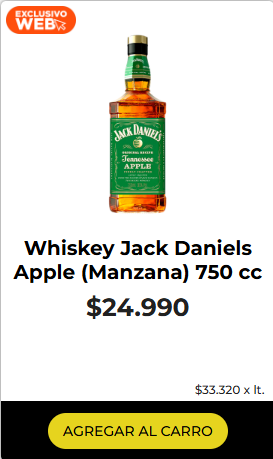 EXCLUSIVO
WEB
JACK DANIEL'S
Tennessee
APPLE
Whiskey Jack Daniels
Apple (Manzana) 750 cc
$24.990
$33.320 x lt.
AGREGAR AL CARRO